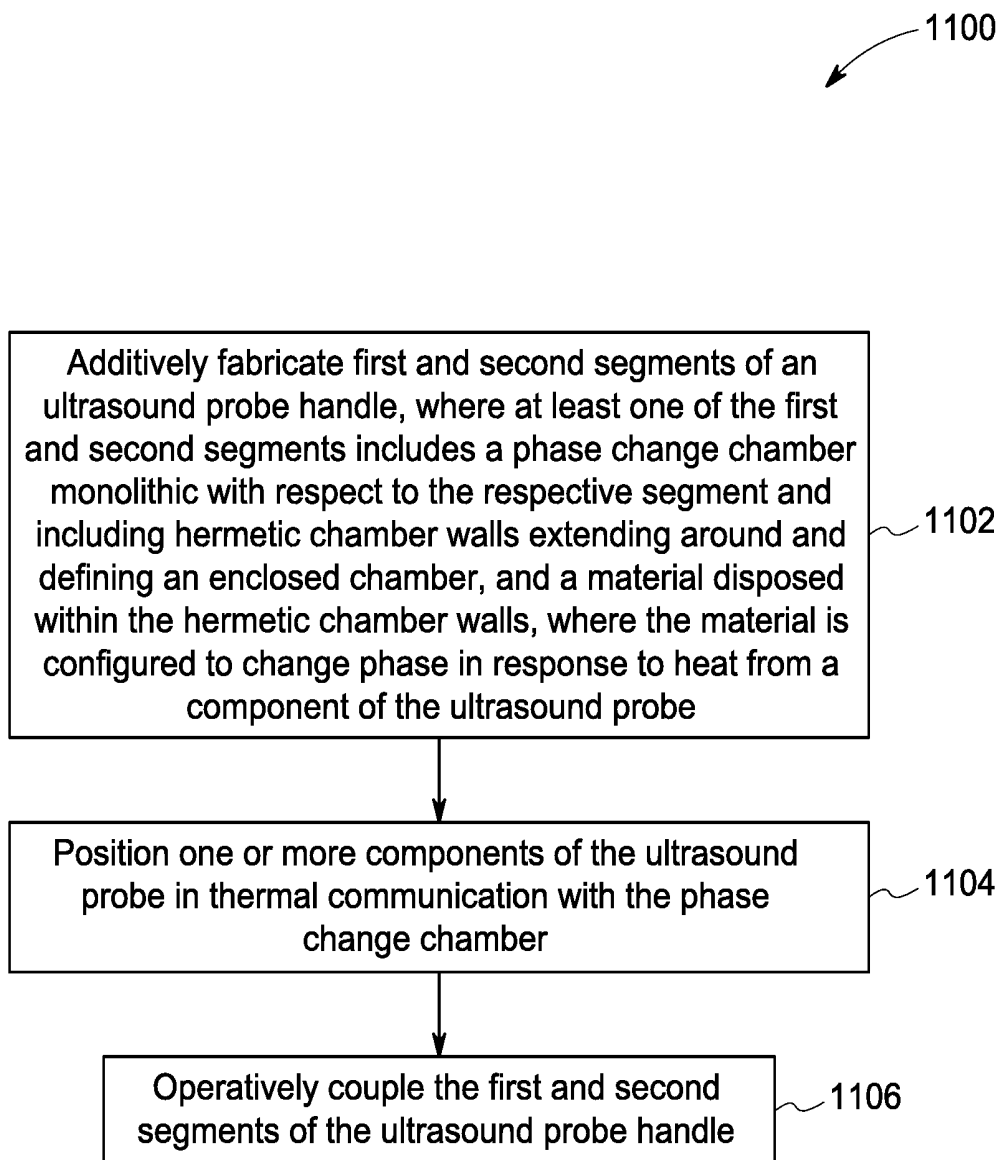 1100
Additively fabricate first and second segments of an
ultrasound probe handle, where at least one of the first
and second segments includes a phase change chamber
monolithic with respect to the respective segment and
including hermetic chamber walls extending around and
defining an enclosed chamber, and a material disposed
within the hermetic chamber walls, where the material is
configured to change phase in response to heat from a
component of the ultrasound probe
1102
Position one or more components of the ultrasound
probe in thermal communication with the phase
change chamber
1104
Operatively couple the first and second
segments of the ultrasound probe handle
1106